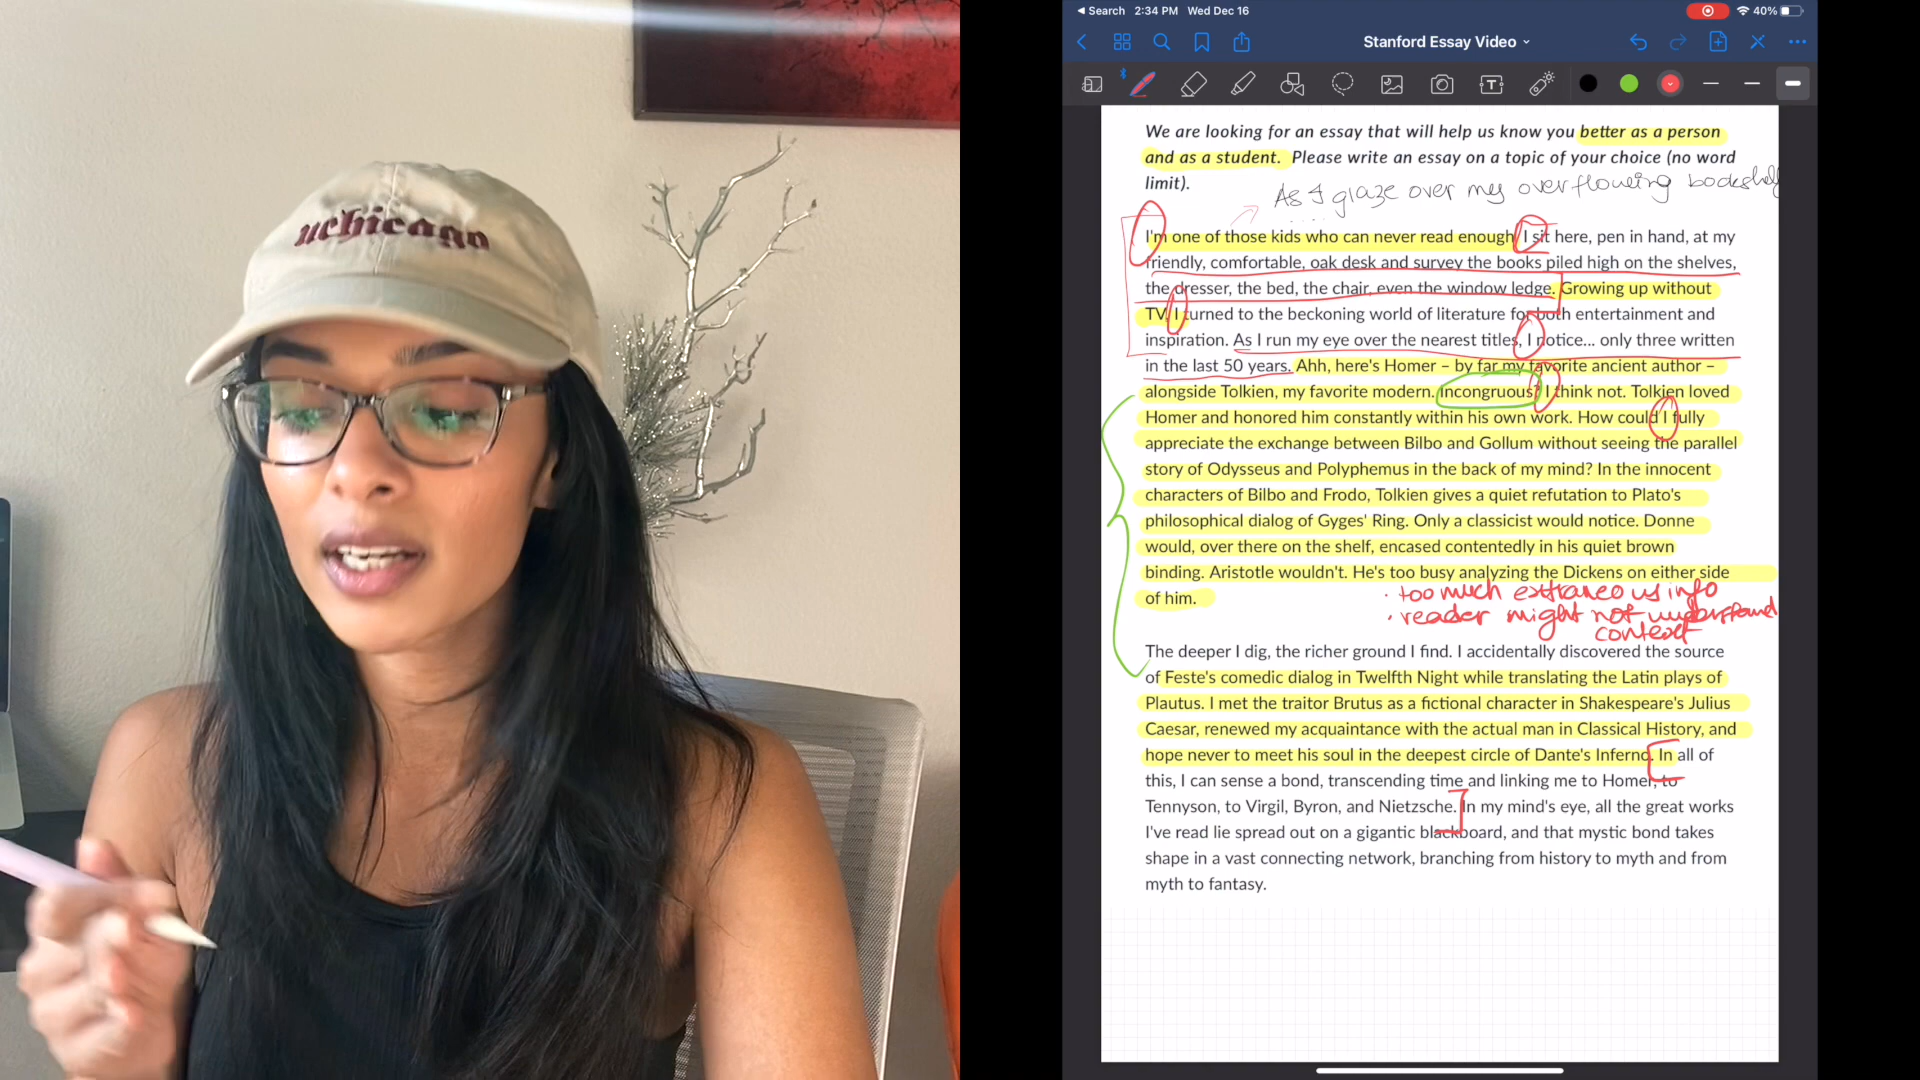 uchicago
Search 2:34 PM Wed Dec 16
40%
Stanford Essay Video
T
We are looking for an essay that will help us know you better as a person
and as a student. Please write an essay on a topic of your choice (no word
limit).
As I glaze over my overflowing bookshelf
....
I'm one of those kids who can never read enough. I sit here, pen in hand, at my
friendly, comfortable, oak desk and survey the books piled high on the shelves,
the dresser, the bed, the chair, even the window ledge. Growing up without
TV, I turned to the beckoning world of literature for both entertainment and
inspiration. As I run my eye over the nearest titles, I notice... only three written
in the last 50 years. Ahh, here's Homer – by far my favorite ancient author –
alongside Tolkien, my favorite modern. Incongruous? I think not. Tolkien loved
Homer and honored him constantly within his own work. How could I fully
appreciate the exchange between Bilbo and Gollum without seeing the parallel
story of Odysseus and Polyphemus in the back of my mind? In the innocent
characters of Bilbo and Frodo, Tolkien gives a quiet refutation to Plato's
philosophical dialog of Gyges' Ring. Only a classicist would notice. Donne
would, over there on the shelf, encased contentedly in his quiet brown
binding. Aristotle wouldn't. He's too busy analyzing the Dickens on either side
of him.
· too much extraneous info
· reader might not understand
context
The deeper I dig, the richer ground I find. I accidentally discovered the source
of Feste's comedic dialog in Twelfth Night while translating the Latin plays of
Plautus. I met the traitor Brutus as a fictional character in Shakespeare's Julius
Caesar, renewed my acquaintance with the actual man in Classical History, and
hope never to meet his soul in the deepest circle of Dante's Inferno. In all of
this, I can sense a bond, transcending time and linking me to Homer, to
Tennyson, to Virgil, Byron, and Nietzsche. In my mind's eye, all the great works
I've read lie spread out on a gigantic blackboard, and that mystic bond takes
shape in a vast connecting network, branching from history to myth and from
myth to fantasy.